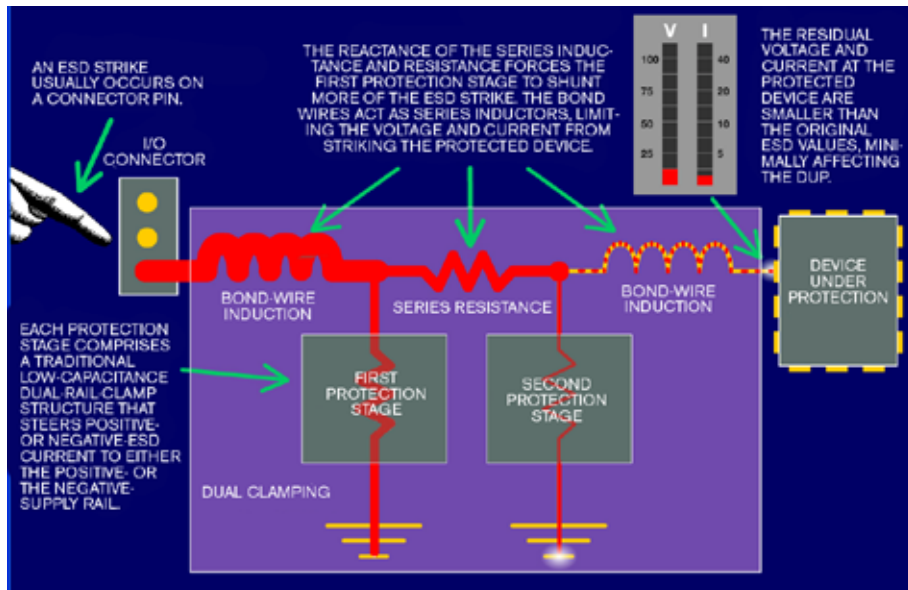 AN ESD STRIKE
USUALLY OCCURS ON
A CONNECTOR PIN.
I/O
CONNECTOR
THE REACTANCE OF THE SERIES INDUC-
TANCE AND RESISTANCE FORCES THE
FIRST PROTECTION STAGE TO SHUNT
MORE OF THE ESD STRIKE. THE BOND
WIRES ACT AS SERIES INDUCTORS, LIMIT-
ING THE VOLTAGE AND CURRENT FROM
STRIKING THE PROTECTED DEVICE.
V I
100 40
75 20
50 10
25 5
THE RESIDUAL
VOLTAGE AND
CURRENT AT THE
PROTECTED
DEVICE ARE
SMALLER THAN
THE ORIGINAL
ESD VALUES, MINI-
MALLY AFFECTING
THE DUP.
BOND-WIRE
INDUCTION
SERIES RESISTANCE
BOND-WIRE
INDUCTION
DEVICE
UNDER
PROTECTION
EACH PROTECTION
STAGE COMPRISES
A TRADITIONAL
LOW-CAPACITANCE
DUAL-RAIL-CLAMP
STRUCTURE THAT
STEERS POSITIVE-
OR NEGATIVE-ESD
CURRENT TO EITHER
THE POSITIVE- OR
THE NEGATIVE-
SUPPLY RAIL.
FIRST
PROTECTION
STAGE
SECOND
PROTECTION
STAGE
DUAL CLAMPING